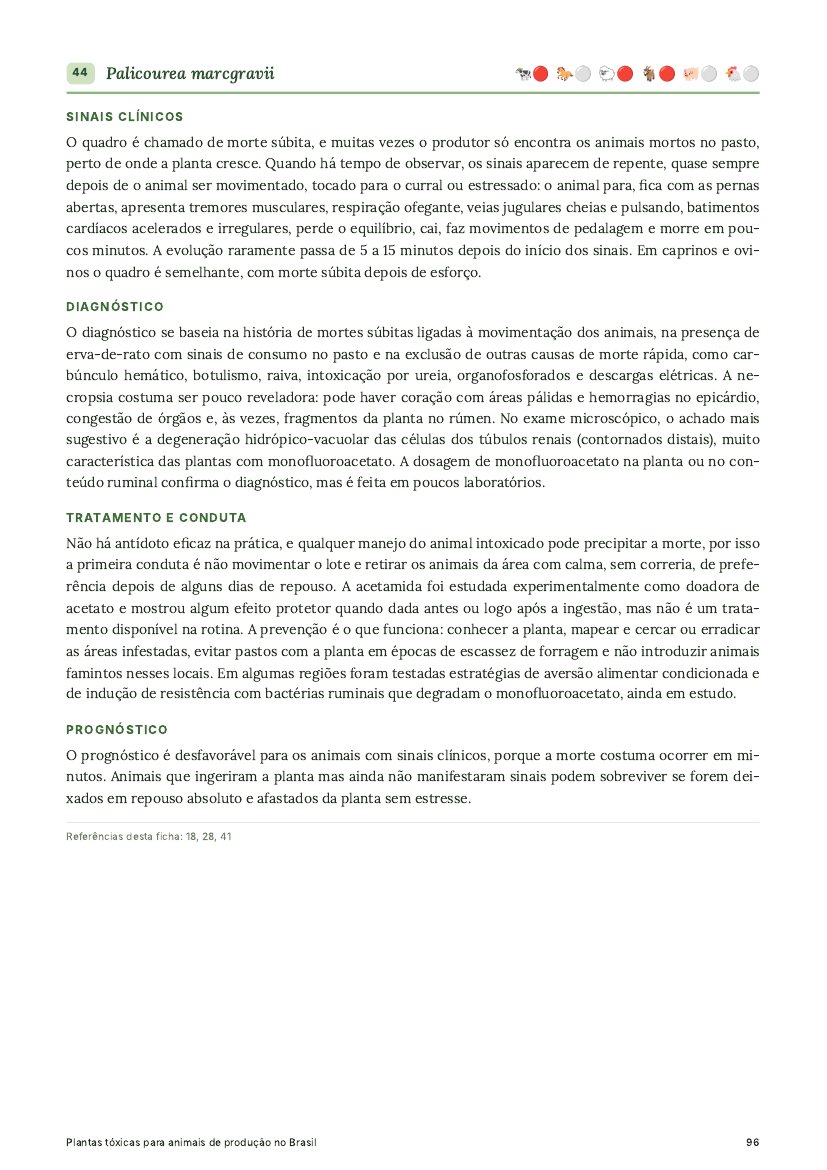 44 Palicourea marcgravii
SINAIS CLÍNICOS
O quadro é chamado de morte súbita, e muitas vezes o produtor só encontra os animais mortos no pasto,
perto de onde a planta cresce. Quando há tempo de observar, os sinais aparecem de repente, quase sempre
depois de o animal ser movimentado, tocado para o curral ou estressado: o animal para, fica com as pernas
abertas, apresenta tremores musculares, respiração ofegante, veias jugulares cheias e pulsando, batimentos
cardíacos acelerados e irregulares, perde o equilíbrio, cai, faz movimentos de pedalagem e morre em pou-
cos minutos. A evolução raramente passa de 5 a 15 minutos depois do início dos sinais. Em caprinos e ovi-
nos o quadro é semelhante, com morte súbita depois de esforço.
DIAGNÓSTICO
O diagnóstico se baseia na história de mortes súbitas ligadas à movimentação dos animais, na presença de
erva-de-rato com sinais de consumo no pasto e na exclusão de outras causas de morte rápida, como car-
búnculo hemático, botulismo, raiva, intoxicação por ureia, organofosforados e descargas elétricas. A ne-
cropsia costuma ser pouco reveladora: pode haver coração com áreas pálidas e hemorragias no epicárdio,
congestão de órgãos e, às vezes, fragmentos da planta no rúmen. No exame microscópico, o achado mais
sugestivo é a degeneração hidrópico-vacuolar das células dos túbulos renais (contornados distais), muito
característica das plantas com monofluoroacetato. A dosagem de monofluoroacetato na planta ou no con-
teúdo ruminal confirma o diagnóstico, mas é feita em poucos laboratórios.
TRATAMENTO E CONDUTA
Não há antídoto eficaz na prática, e qualquer manejo do animal intoxicado pode precipitar a morte, por isso
a primeira conduta é não movimentar o lote e retirar os animais da área com calma, sem correria, de prefe-
rência depois de alguns dias de repouso. A acetamida foi estudada experimentalmente como doadora de
acetato e mostrou algum efeito protetor quando dada antes ou logo após a ingestão, mas não é um trata-
mento disponível na rotina. A prevenção é o que funciona: conhecer a planta, mapear e cercar ou erradicar
as áreas infestadas, evitar pastos com a planta em épocas de escassez de forragem e não introduzir animais
famintos nesses locais. Em algumas regiões foram testadas estratégias de aversão alimentar condicionada e
de indução de resistência com bactérias ruminais que degradam o monofluoroacetato, ainda em estudo.
PROGNÓSTICO
O prognóstico é desfavorável para os animais com sinais clínicos, porque a morte costuma ocorrer em mi-
nutos. Animais que ingeriram a planta mas ainda não manifestaram sinais podem sobreviver se forem dei-
xados em repouso absoluto e afastados da planta sem estresse.
Referências desta ficha: 18, 28, 41
Plantas tóxicas para animais de produção no Brasil 96